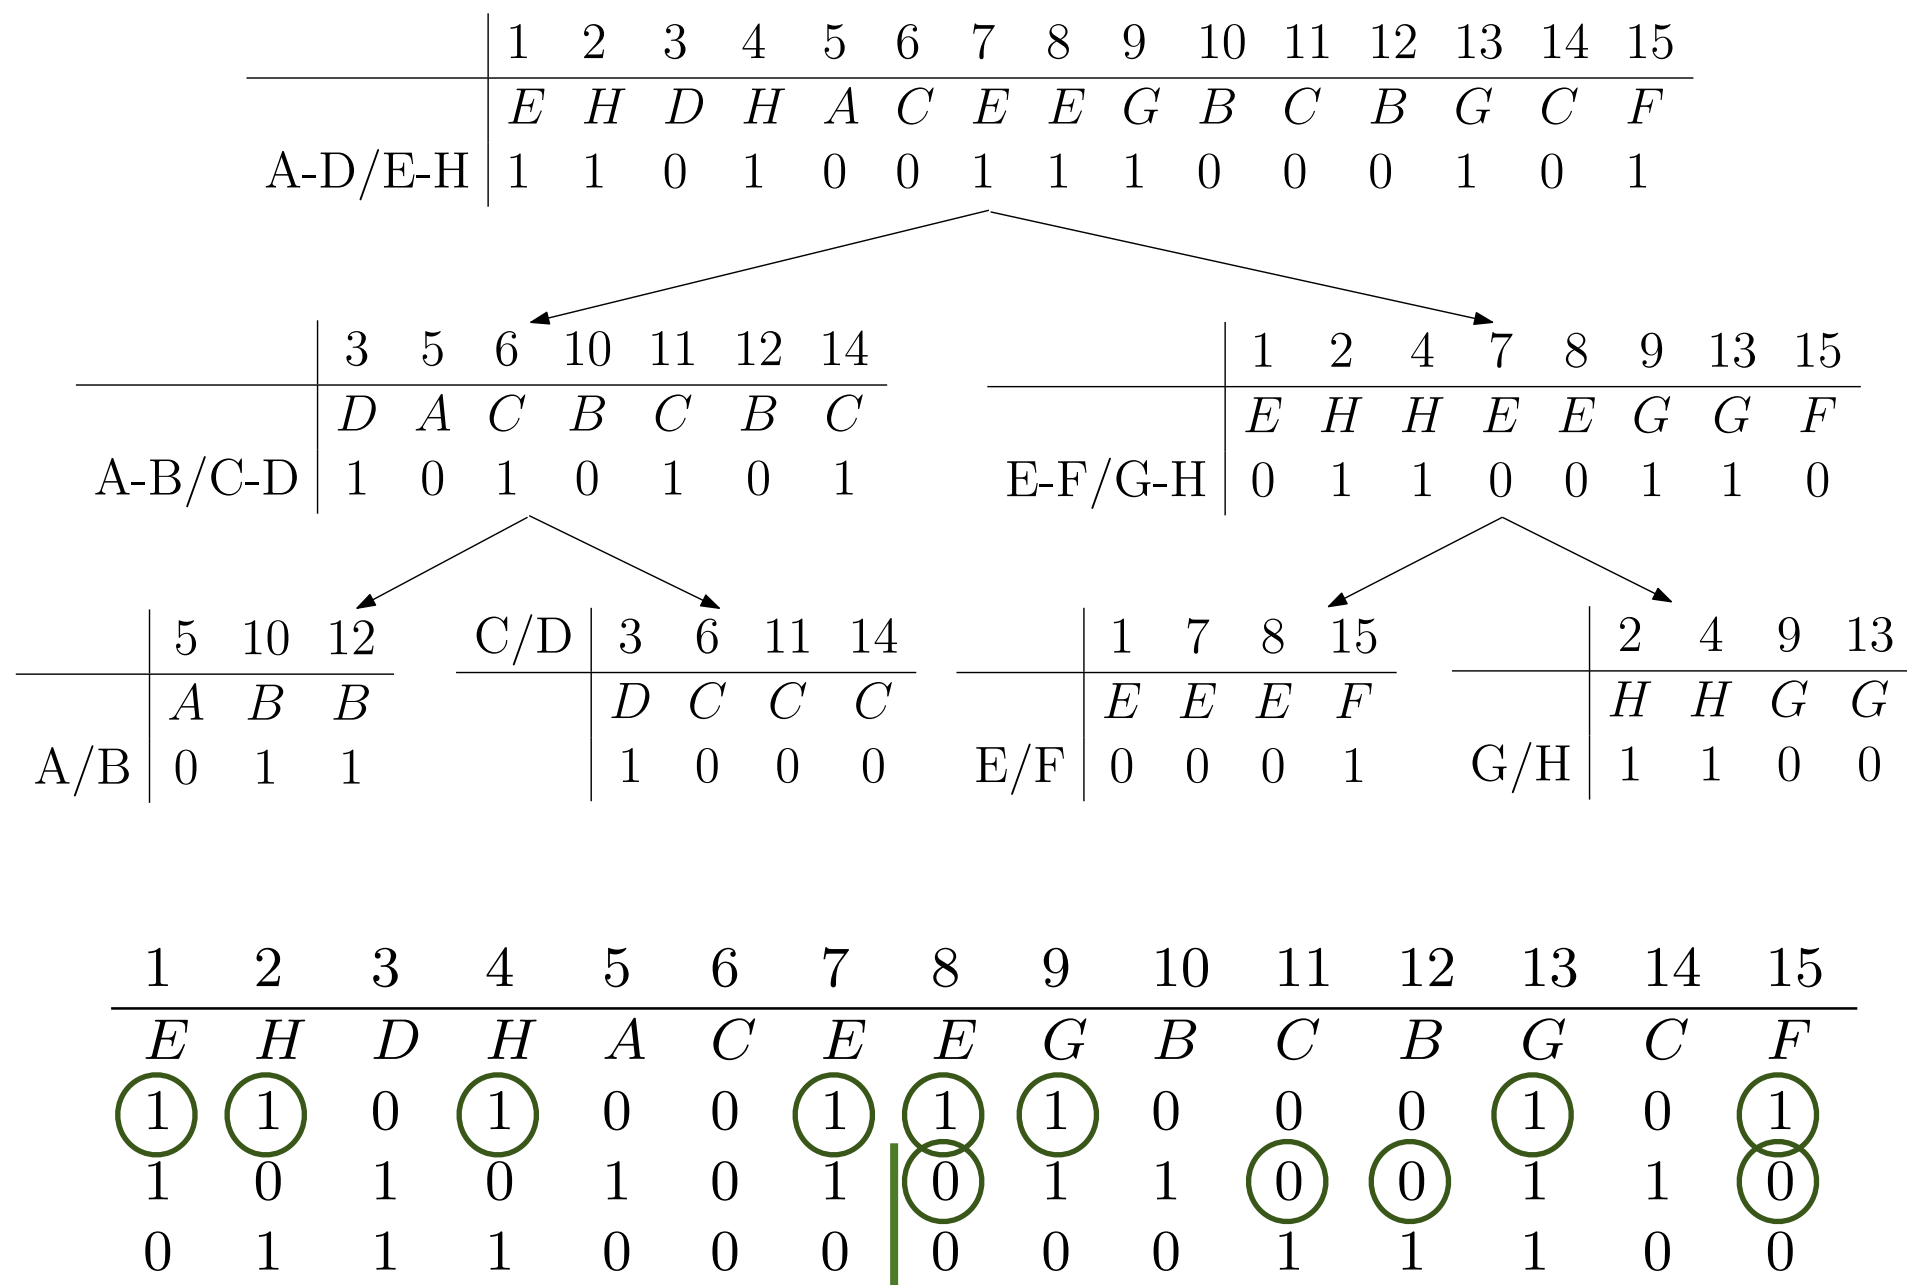 1 2 3 4 5 6 7 8 9 10 11 12 13 14 15
E H D H A C E E G B C B G C F
A-D/E-H 1 1 0 1 0 0 1 1 1 0 0 0 1 0 1
3 5 6 10 11 12 14
D A C B C B C
A-B/C-D 1 0 1 0 1 0 1
1 2 4 7 8 9 13 15
E H H E E G G F
E-F/G-H 0 1 1 0 0 1 1 0
5 10 12
A B B
A/B 0 1 1
C/D 3 6 11 14
D C C C
1 0 0 0
1 7 8 15
E E E F
E/F 0 0 0 1
2 4 9 13
H H G G
G/H 1 1 0 0
1 2 3 4 5 6 7 8 9 10 11 12 13 14 15
E H D H A C E E G B C B G C F
1 1 0 1 0 0 1 1 1 0 0 0 1 0 1
1 0 1 0 1 0 1 0 1 1 0 0 1 1 0
0 1 1 1 0 0 0 0 0 0 1 1 1 0 0